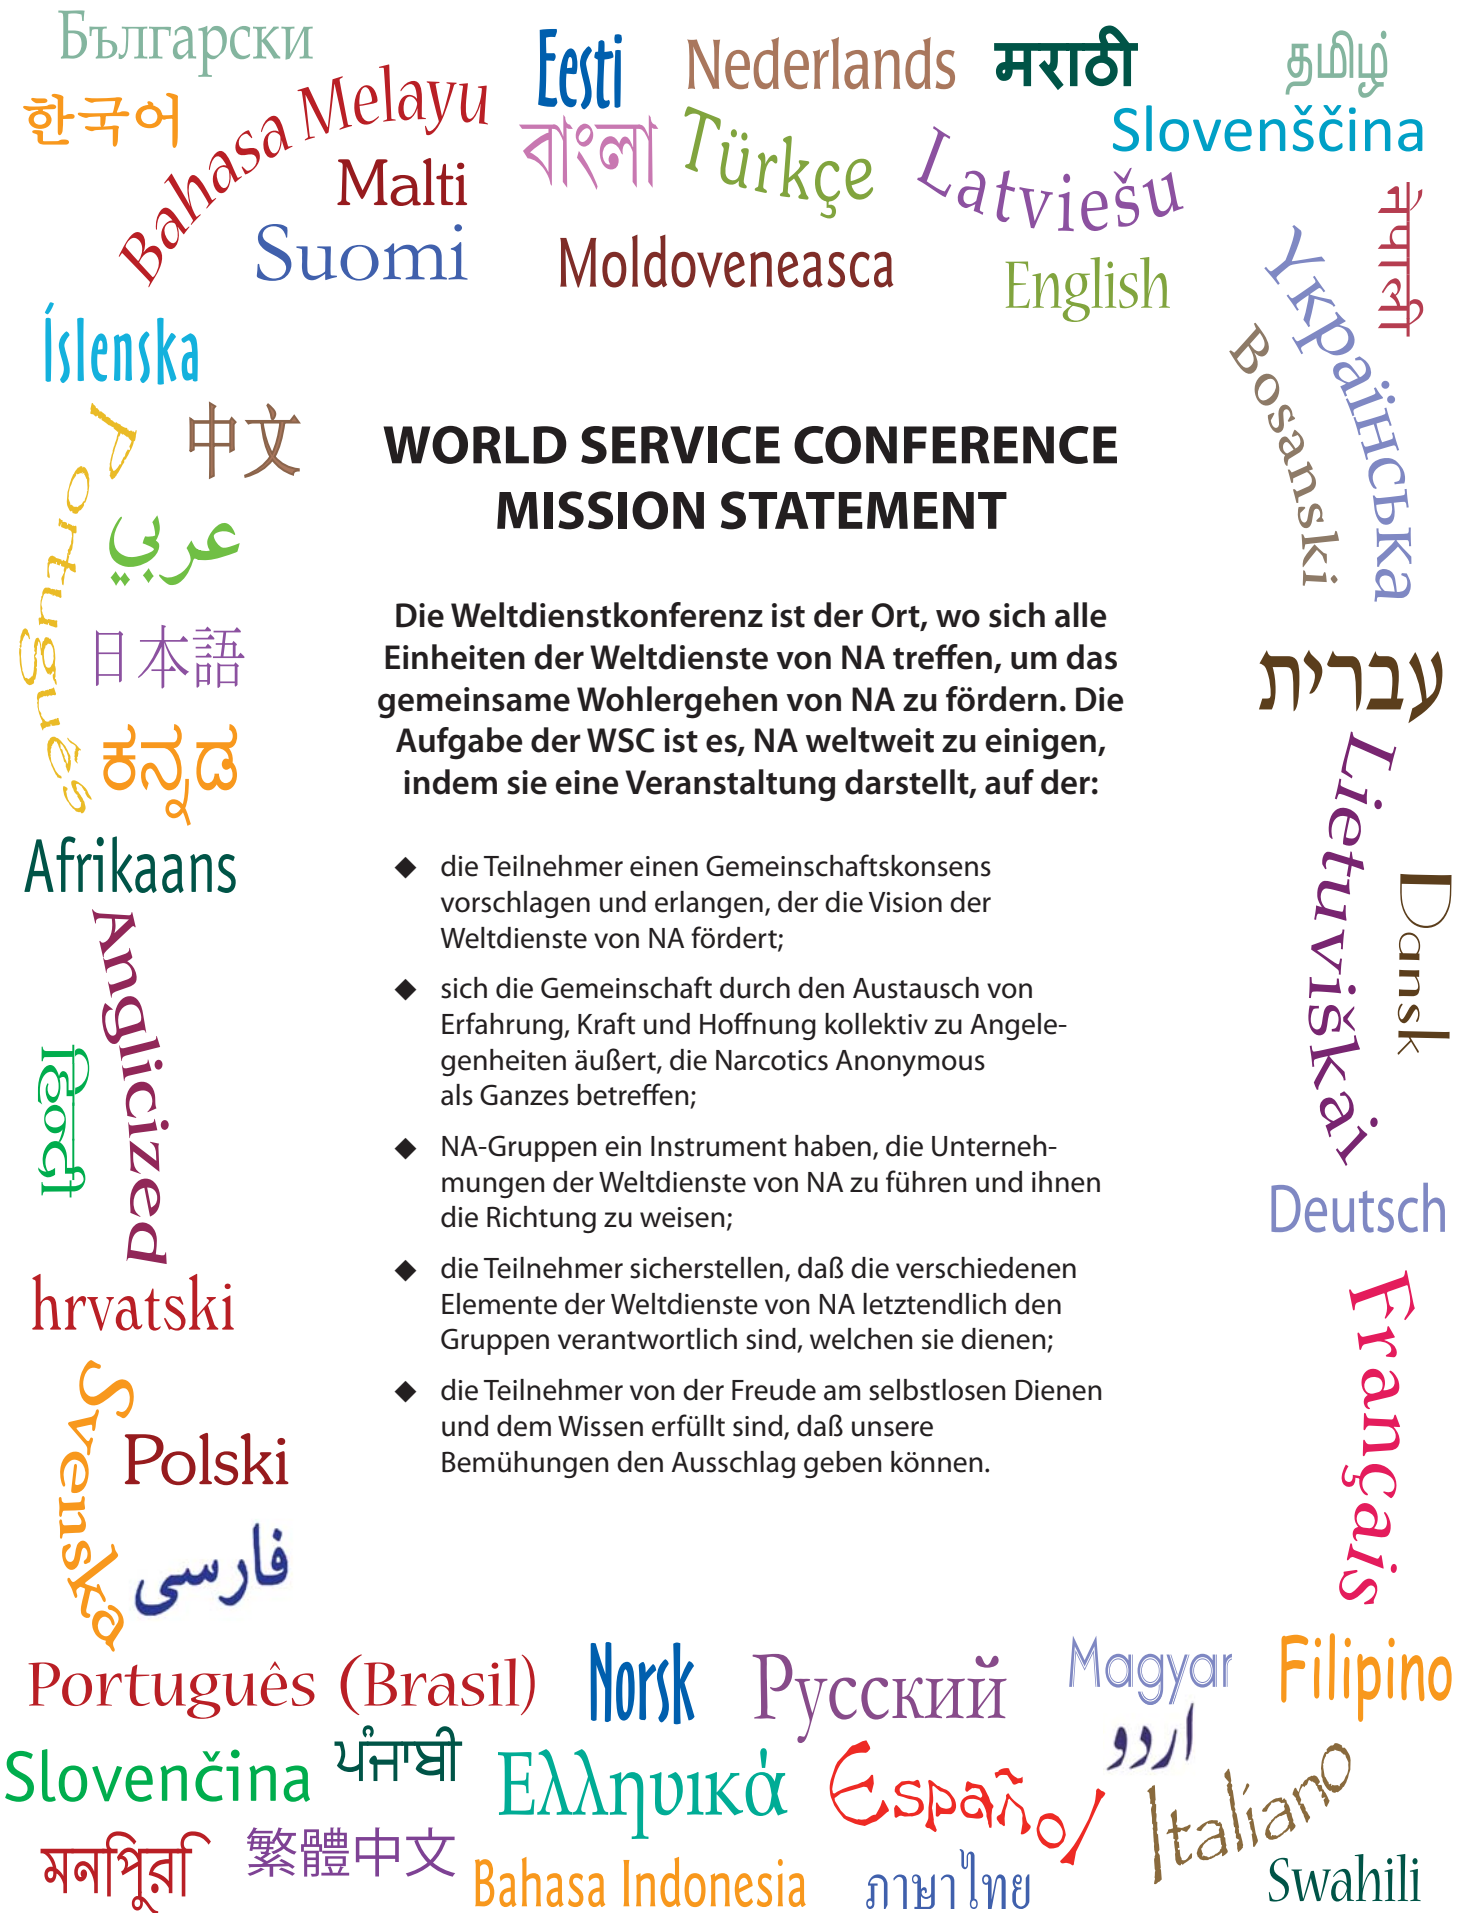 Български
Eesti
Nederlands
मराठी
தமிழ்
한국어
Bahasa Melayu
বাংলা
Türkçe
Slovenščina
Malti
Latviešu
नेपाली
Suomi
Moldoveneasca
English
Українська
Íslenska
Bosanski
Português
中文
WORLD SERVICE CONFERENCE
MISSION STATEMENT
عربي
Die Weltdienstkonferenz ist der Ort, wo sich alle
Einheiten der Weltdienste von NA treffen, um das
gemeinsame Wohlergehen von NA zu fördern. Die
Aufgabe der WSC ist es, NA weltweit zu einigen,
indem sie eine Veranstaltung darstellt, auf der:
日本語
עברית
ಕನ್ನಡ
Lietuviškai
Afrikaans
◆ die Teilnehmer einen Gemeinschaftskonsens
vorschlagen und erlangen, der die Vision der
Weltdienste von NA fördert;
Dansk
Anglicized
◆ sich die Gemeinschaft durch den Austausch von
Erfahrung, Kraft und Hoffnung kollektiv zu Angele-
genheiten äußert, die Narcotics Anonymous
als Ganzes betreffen;
हिन्दी
◆ NA-Gruppen ein Instrument haben, die Unterneh-
mungen der Weltdienste von NA zu führen und ihnen
die Richtung zu weisen;
Deutsch
◆ die Teilnehmer sicherstellen, daß die verschiedenen
Elemente der Weltdienste von NA letztendlich den
Gruppen verantwortlich sind, welchen sie dienen;
hrvatski
Français
◆ die Teilnehmer von der Freude am selbstlosen Dienen
und dem Wissen erfüllt sind, daß unsere
Bemühungen den Ausschlag geben können.
Svenska
Polski
فارسی
Português (Brasil)
Norsk
Русский
Magyar
Filipino
اردو
Slovenčina
ਪੰਜਾਬੀ
Ελληυικά
Español
Italiano
মনিপুরি
繁體中文
Bahasa Indonesia
ภาษาไทย
Swahili